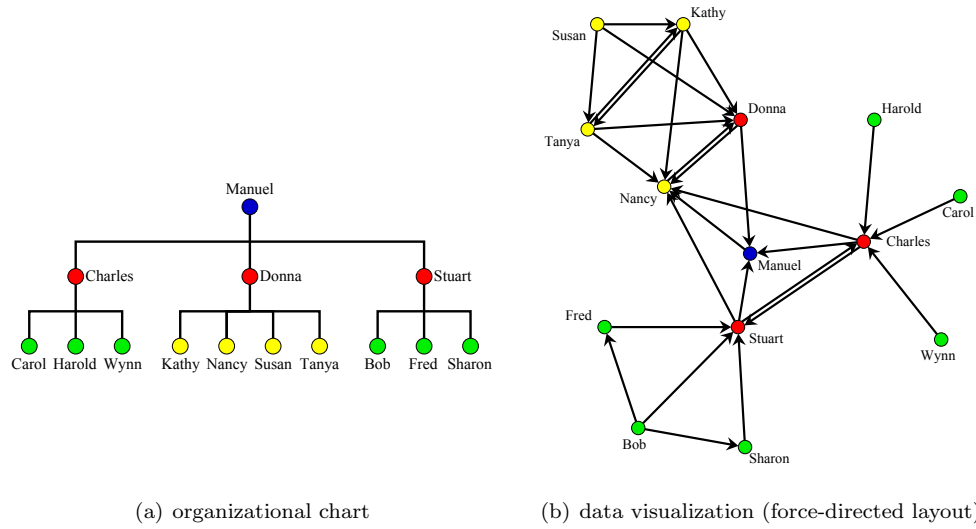 Manuel
Charles
Donna
Stuart
Carol Harold Wynn
Kathy Nancy Susan Tanya
Bob Fred Sharon
(a) organizational chart
Kathy
Susan
Donna
Harold
Tanya
Nancy
Carol
Charles
Manuel
Fred
Stuart
Wynn
Bob
Sharon
(b) data visualization (force-directed layout)